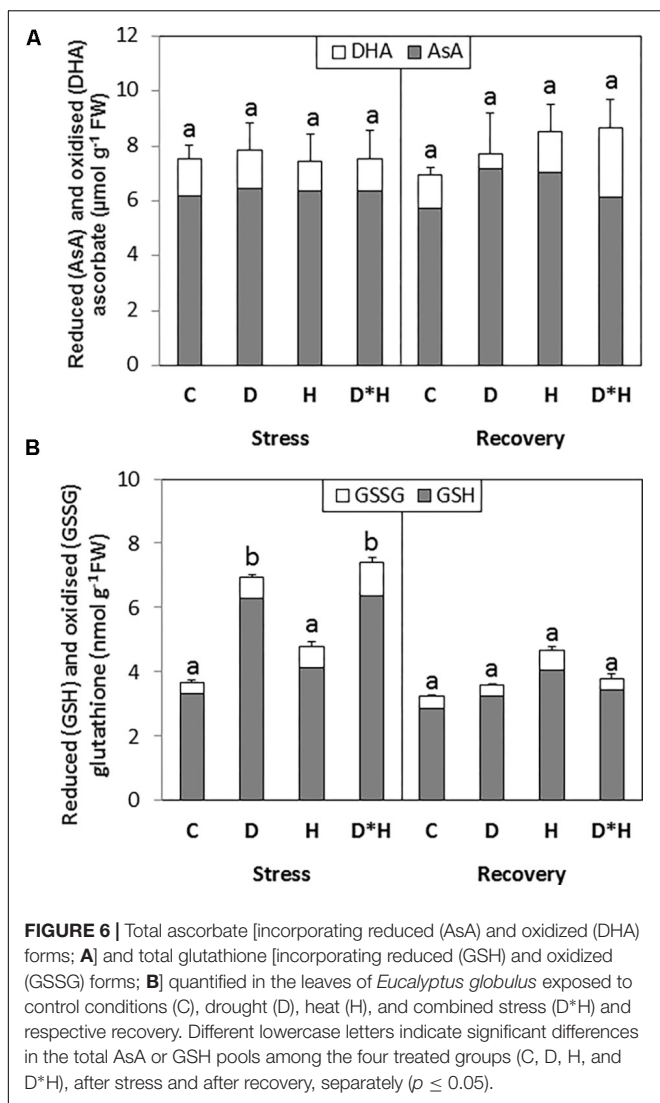 A
Reduced (AsA) and oxidised (DHA)
ascorbate (µmol g⁻¹ FW)
12
10
8
6
4
2
0
DHA AsA
a a a a a a a a
C D H D*H C D H D*H
Stress Recovery
B
Reduced (GSH) and oxidised (GSSG)
glutathione (nmol g⁻¹ FW)
10
8
6
4
2
0
GSSG GSH
a b a b a a a a
C D H D*H C D H D*H
Stress Recovery
FIGURE 6 | Total ascorbate [incorporating reduced (AsA) and oxidized (DHA)
forms; A] and total glutathione [incorporating reduced (GSH) and oxidized
(GSSG) forms; B] quantified in the leaves of Eucalyptus globulus exposed to
control conditions (C), drought (D), heat (H), and combined stress (D*H) and
respective recovery. Different lowercase letters indicate significant differences
in the total AsA or GSH pools among the four treated groups (C, D, H, and
D*H), after stress and after recovery, separately (p ≤ 0.05).